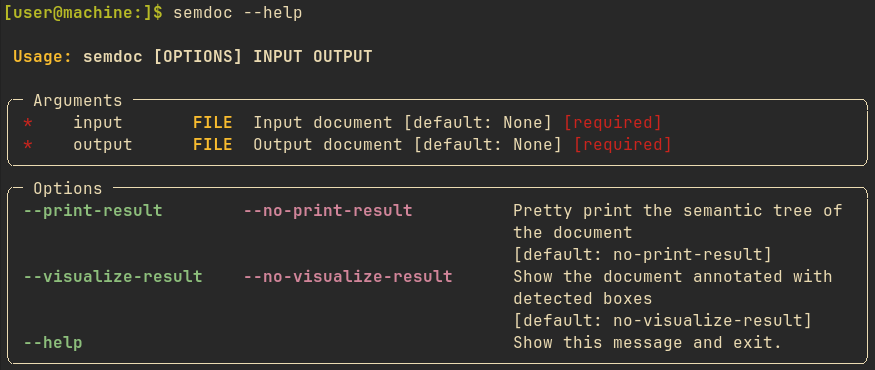 [user@machine:]$ semdoc --help
Usage: semdoc [OPTIONS] INPUT OUTPUT
Arguments
* input FILE Input document [default: None] [required]
* output FILE Output document [default: None] [required]
Options
--print-result --no-print-result Pretty print the semantic tree of
the document
[default: no-print-result]
--visualize-result --no-visualize-result Show the document annotated with
detected boxes
[default: no-visualize-result]
--help Show this message and exit.